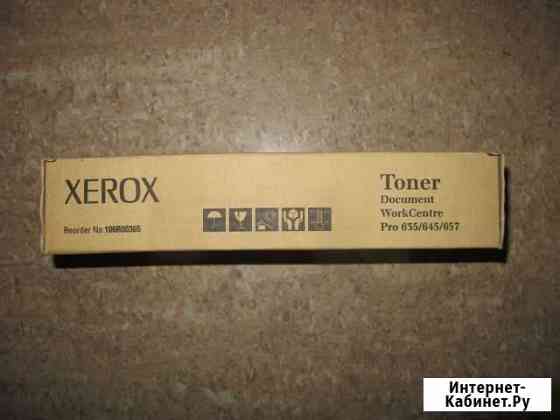 XEROX
Reorder No.106R00365
Toner
Document
WorkCentre
Pro 635/645/657
Интернет-
Кабинет.Ру